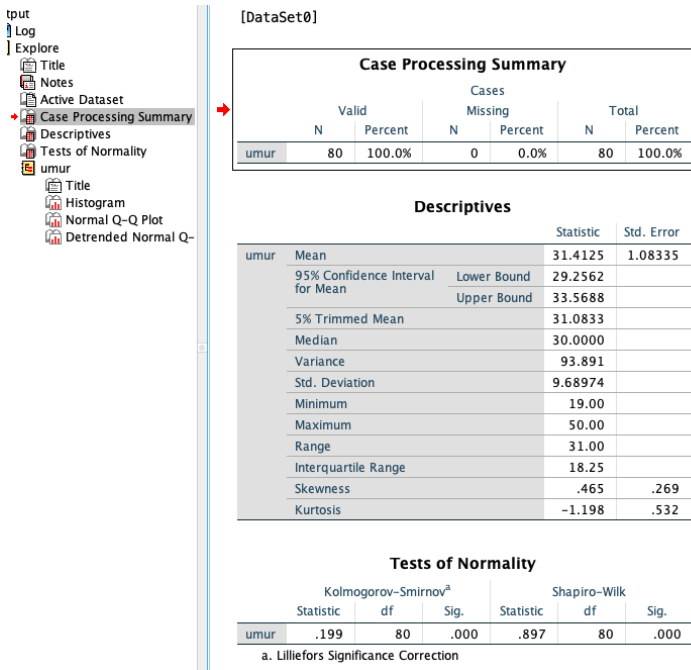 tput
Log
Explore
Title
Notes
Active Dataset
Case Processing Summary
Descriptives
Tests of Normality
umur
Title
Histogram
Normal Q-Q Plot
Detrended Normal Q-
[DataSet0]
Case Processing Summary
Cases
Valid Missing Total
N Percent N Percent N Percent
umur 80 100.0% 0 0.0% 80 100.0%
Descriptives
Statistic Std. Error
umur Mean 31.4125 1.08335
95% Confidence Interval Lower Bound 29.2562
for Mean Upper Bound 33.5688
5% Trimmed Mean 31.0833
Median 30.0000
Variance 93.891
Std. Deviation 9.68974
Minimum 19.00
Maximum 50.00
Range 31.00
Interquartile Range 18.25
Skewness .465 .269
Kurtosis -1.198 .532
Tests of Normality
Kolmogorov-Smirnovᵃ Shapiro-Wilk
Statistic df Sig. Statistic df Sig.
umur .199 80 .000 .897 80 .000
a. Lilliefors Significance Correction